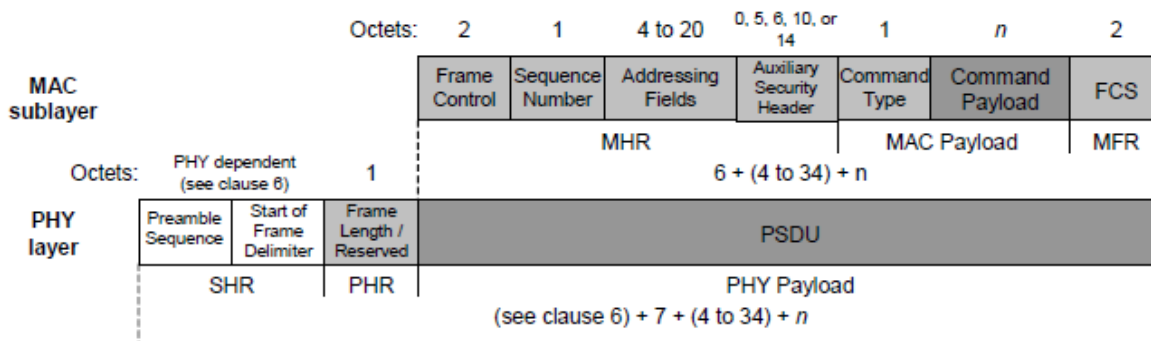 Octets: 2 1 4 to 20 0, 5, 6, 10, or 14 1 n 2
MAC sublayer
Frame Control
Sequence Number
Addressing Fields
Auxiliary Security Header
Command Type
Command Payload
FCS
MHR MAC Payload MFR
Octets: PHY dependent (see clause 6) 1 6 + (4 to 34) + n
PHY layer
Preamble Sequence
Start of Frame Delimiter
Frame Length / Reserved
PSDU
SHR PHR PHY Payload
(see clause 6) + 7 + (4 to 34) + n